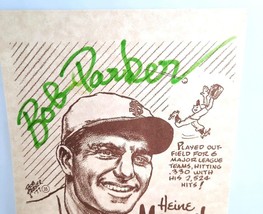 Bob Parker
PLAYED OUT-
FIELD FOR 6
MAJOR LEAGUE
TEAMS, HITTING
.330 WITH
HIS 2,524
HITS!
HEINE